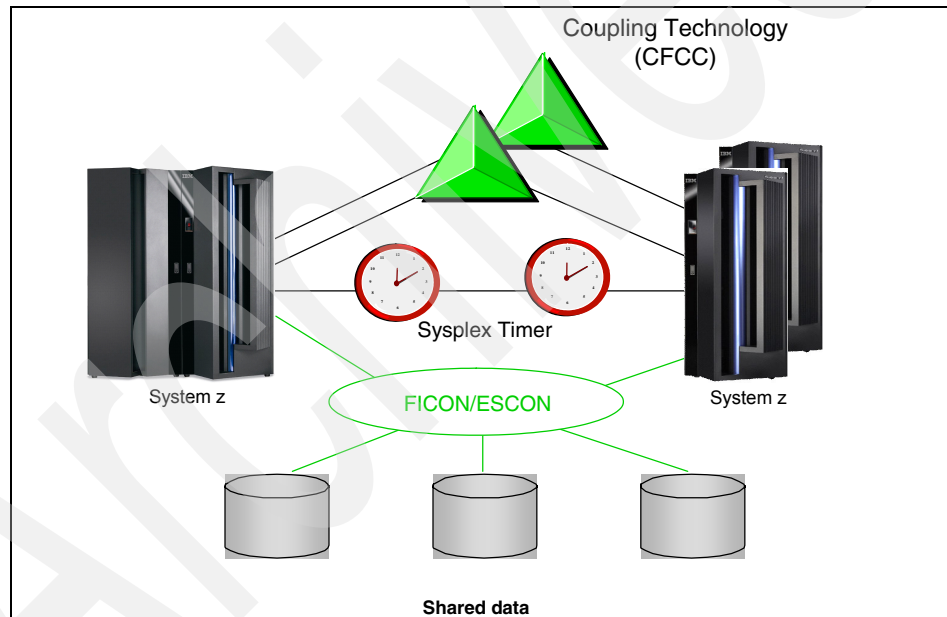 Coupling Technology
(CFCC)
Sysplex Timer
System z
System z
FICON/ESCON
Shared data